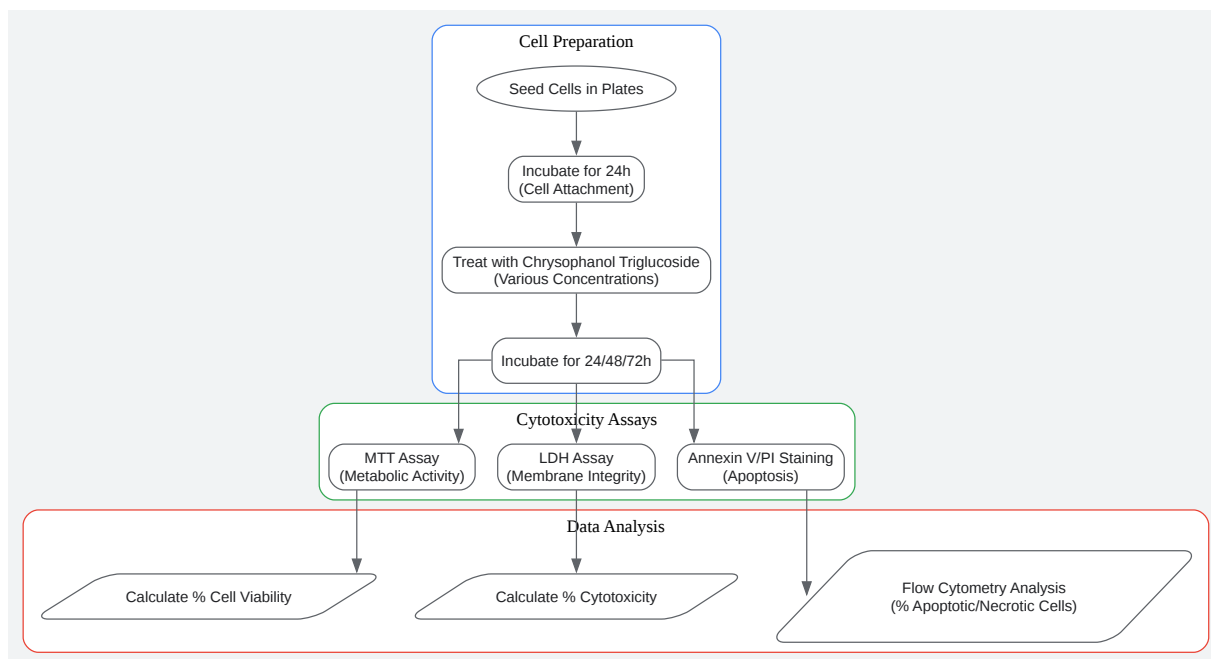 Cell Preparation
Seed Cells in Plates
Incubate for 24h
(Cell Attachment)
Treat with Chrysophanol Triglucoside
(Various Concentrations)
Incubate for 24/48/72h
Cytotoxicity Assays
MTT Assay
(Metabolic Activity)
LDH Assay
(Membrane Integrity)
Annexin V/PI Staining
(Apoptosis)
Data Analysis
Calculate % Cell Viability
Calculate % Cytotoxicity
Flow Cytometry Analysis
(% Apoptotic/Necrotic Cells)